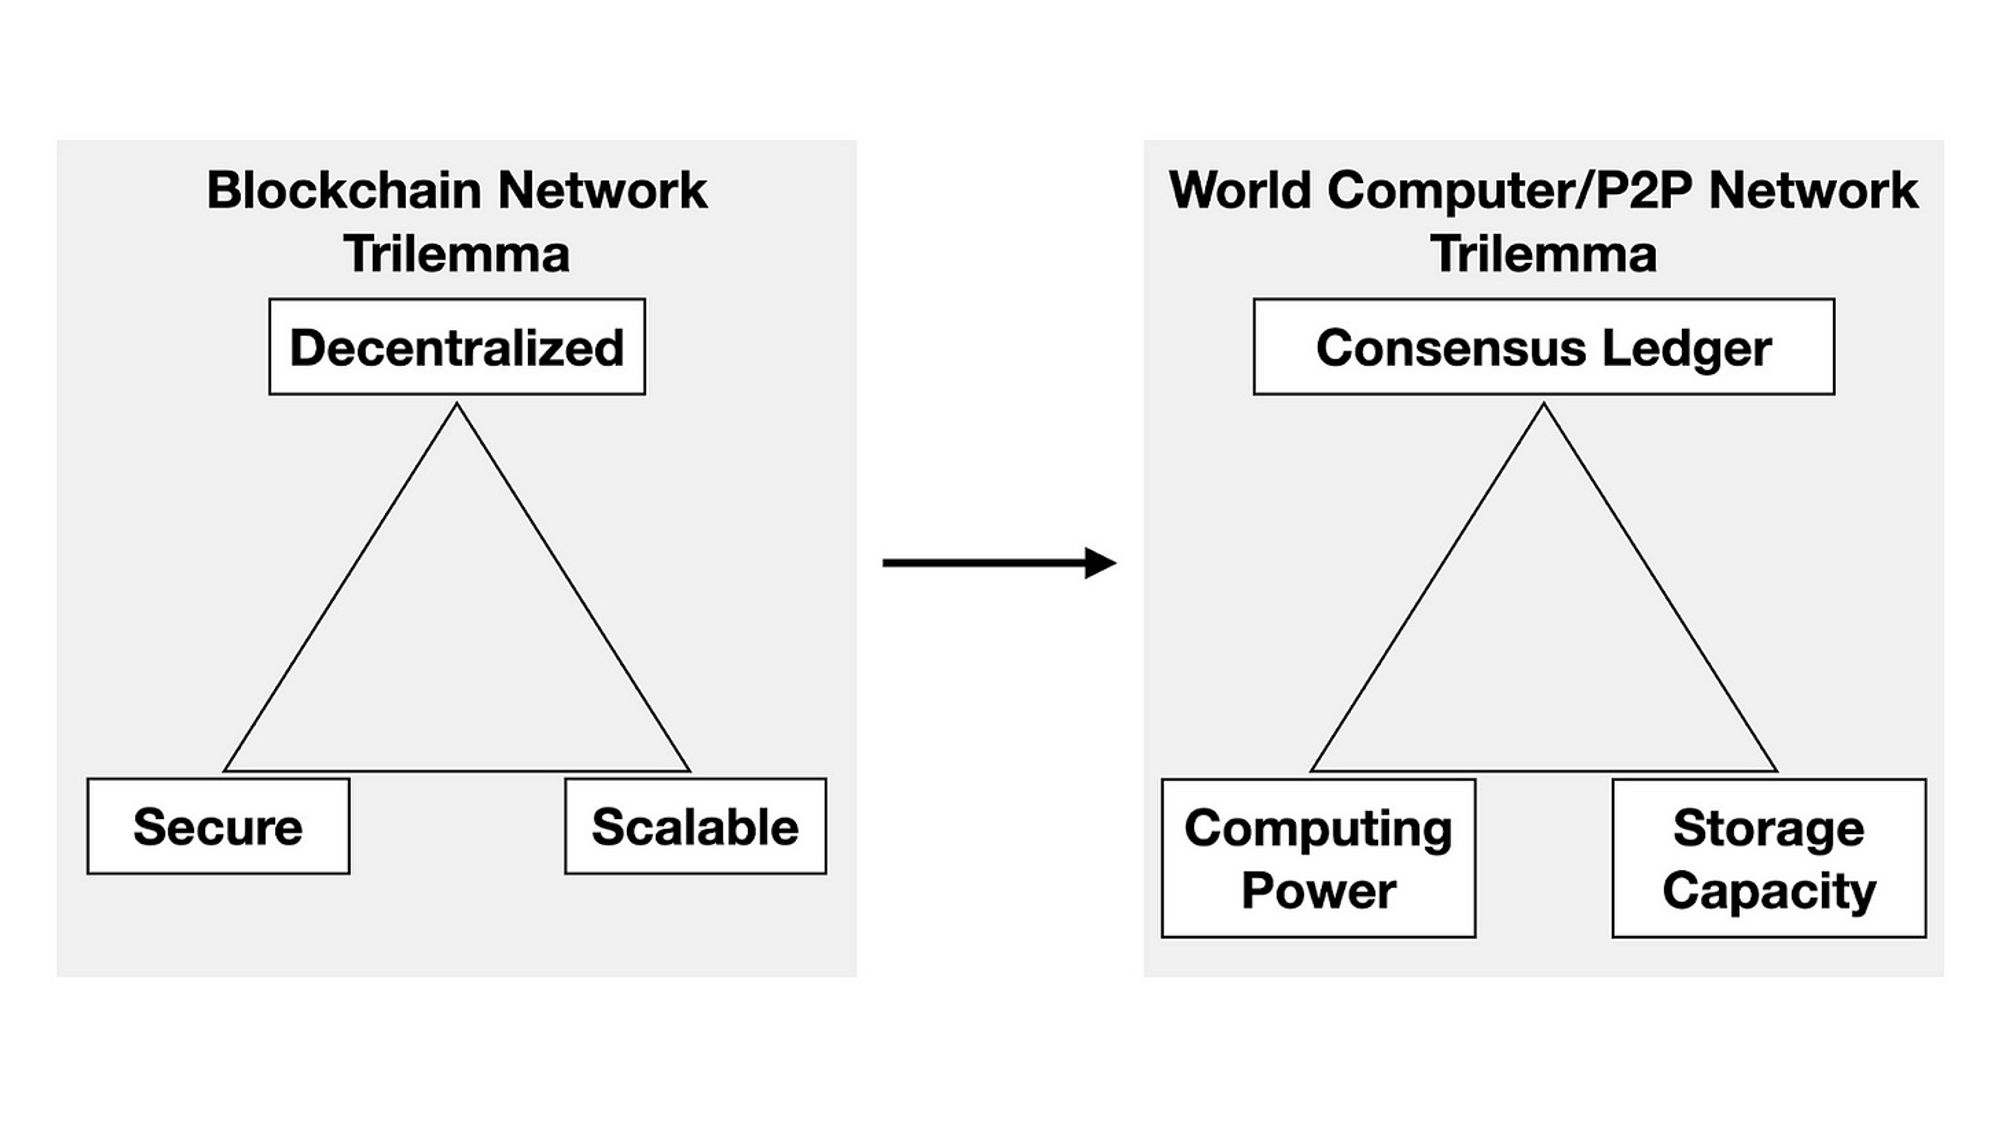 Blockchain Network
Trilemma
Decentralized
Secure
Scalable
World Computer/P2P Network
Trilemma
Consensus Ledger
Computing
Power
Storage
Capacity